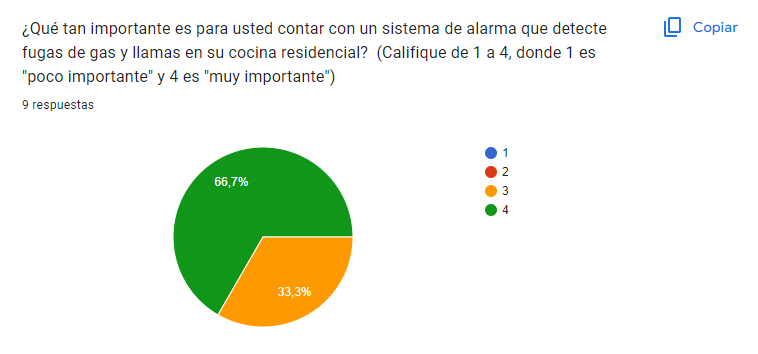 ¿Qué tan importante es para usted contar con un sistema de alarma que detecte
fugas de gas y llamas en su cocina residencial?  (Califique de 1 a 4, donde 1 es
"poco importante" y 4 es "muy importante")
Copiar
9 respuestas
66,7%
33,3%
1
2
3
4